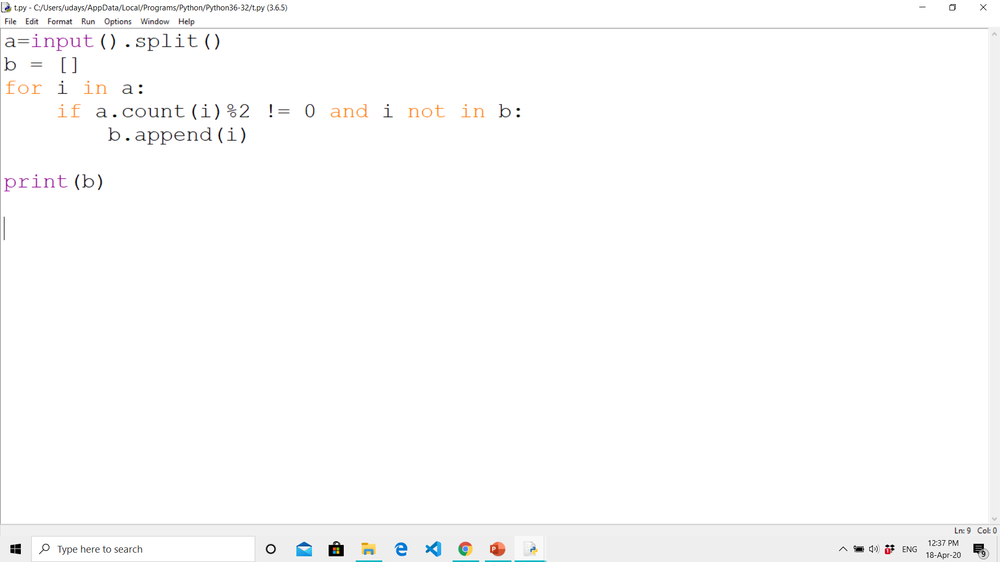 t.py - C:/Users/udays/AppData/Local/Programs/Python/Python36-32/t.py (3.6.5)
File Edit Format Run Options Window Help
a=input().split()
b = []
for i in a:
    if a.count(i)%2 != 0 and i not in b:
        b.append(i)
print(b)
Ln: 9 Col: 0
Type here to search
P
1
ENG
12:37 PM
18-Apr-20
9